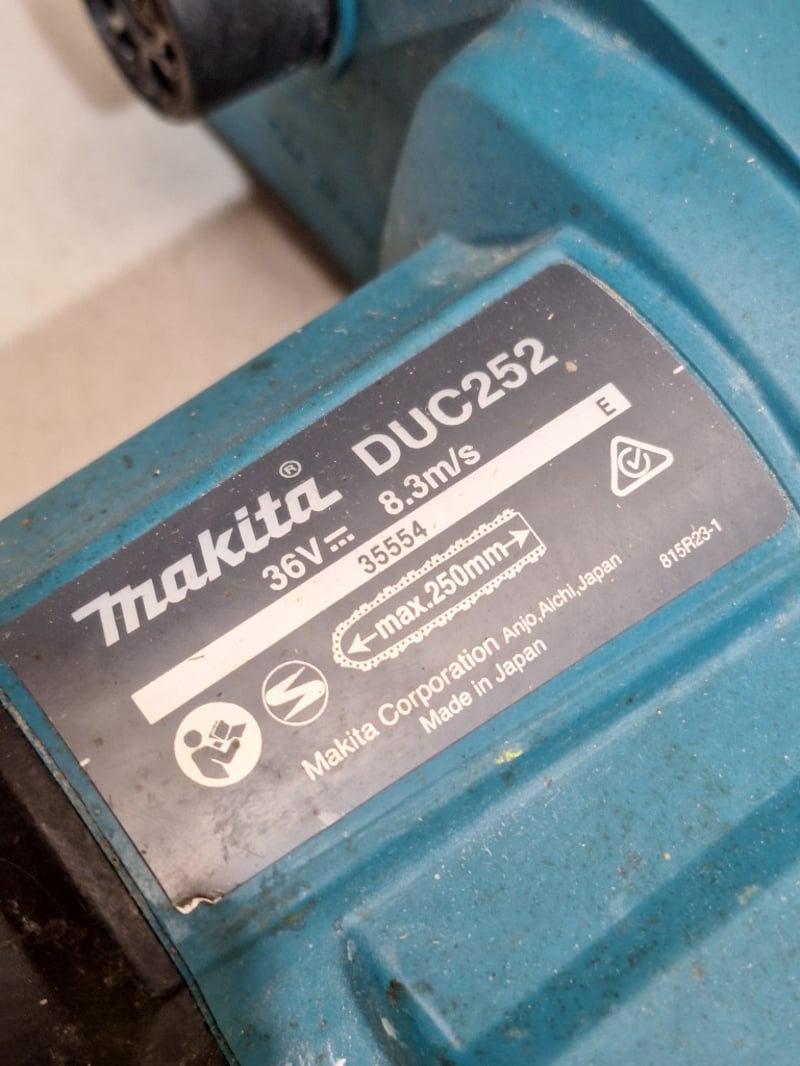 makita® DUC252
36V 8.3m/s
35554 E
max.250mm
Makita Corporation Anjo,Aichi,Japan
Made in Japan
815R23-1